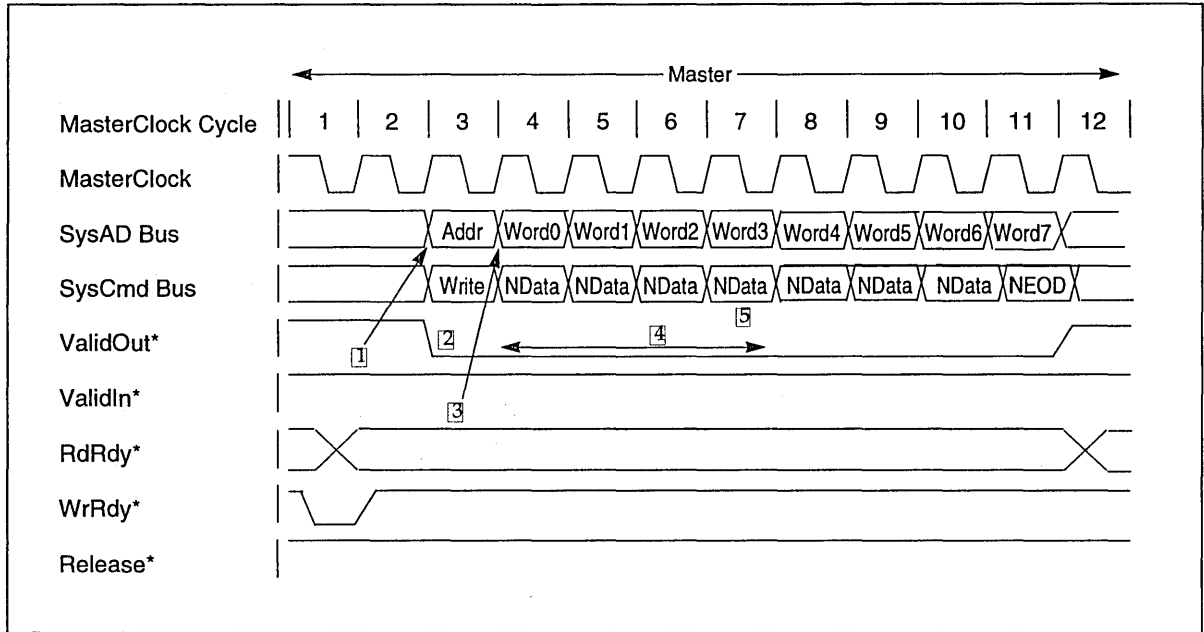 Master
MasterClock Cycle 1 2 3 4 5 6 7 8 9 10 11 12
MasterClock
SysAD Bus Addr Word0 Word1 Word2 Word3 Word4 Word5 Word6 Word7
SysCmd Bus Write NData NData NData NData NData NData NData NEOD
5
ValidOut* 2 4
1
ValidIn*
3
RdRdy*
WrRdy*
Release*